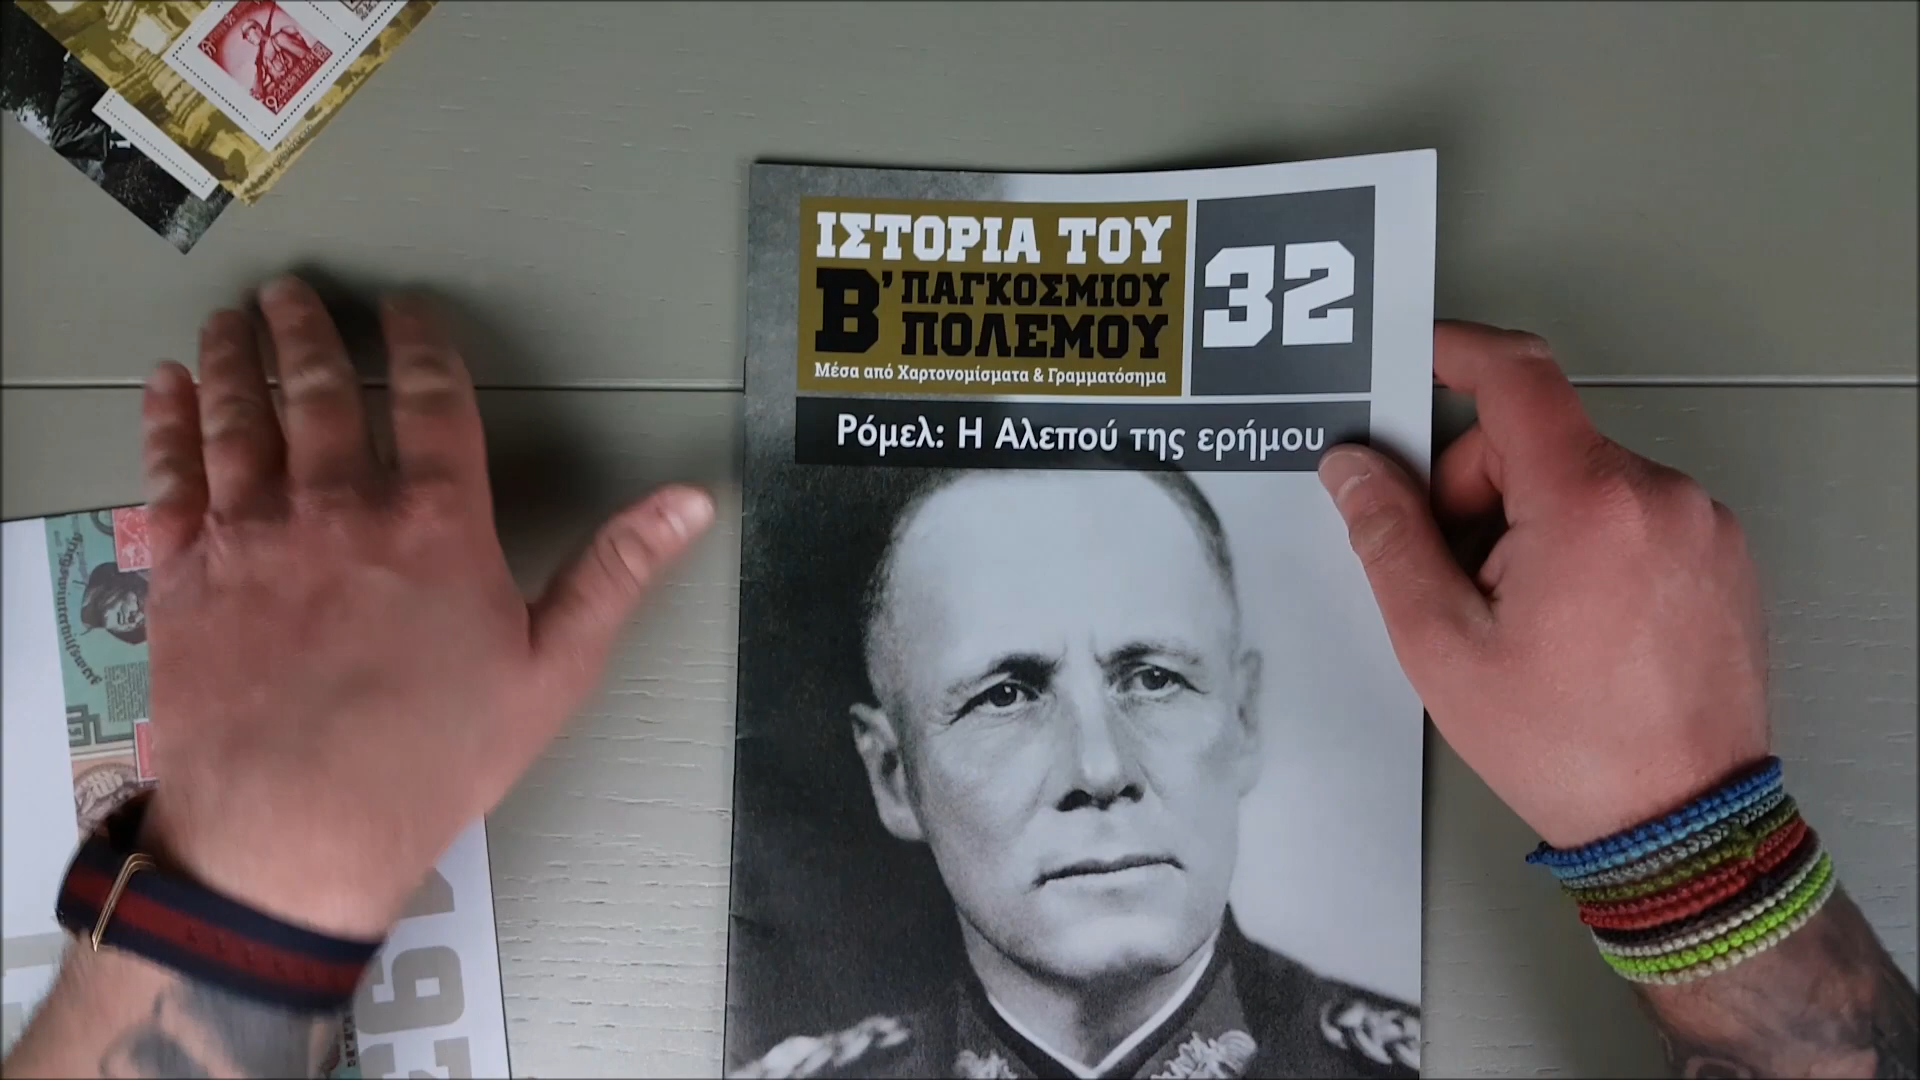 ΙΣΤΟΡΙΑ ΤΟΥ
Β' ΠΑΓΚΟΣΜΙΟΥ
ΠΟΛΕΜΟΥ
Μέσα από Χαρτονομίσματα & Γραμματόσημα
32
Ρόμελ: Η Αλεπού της ερήμου